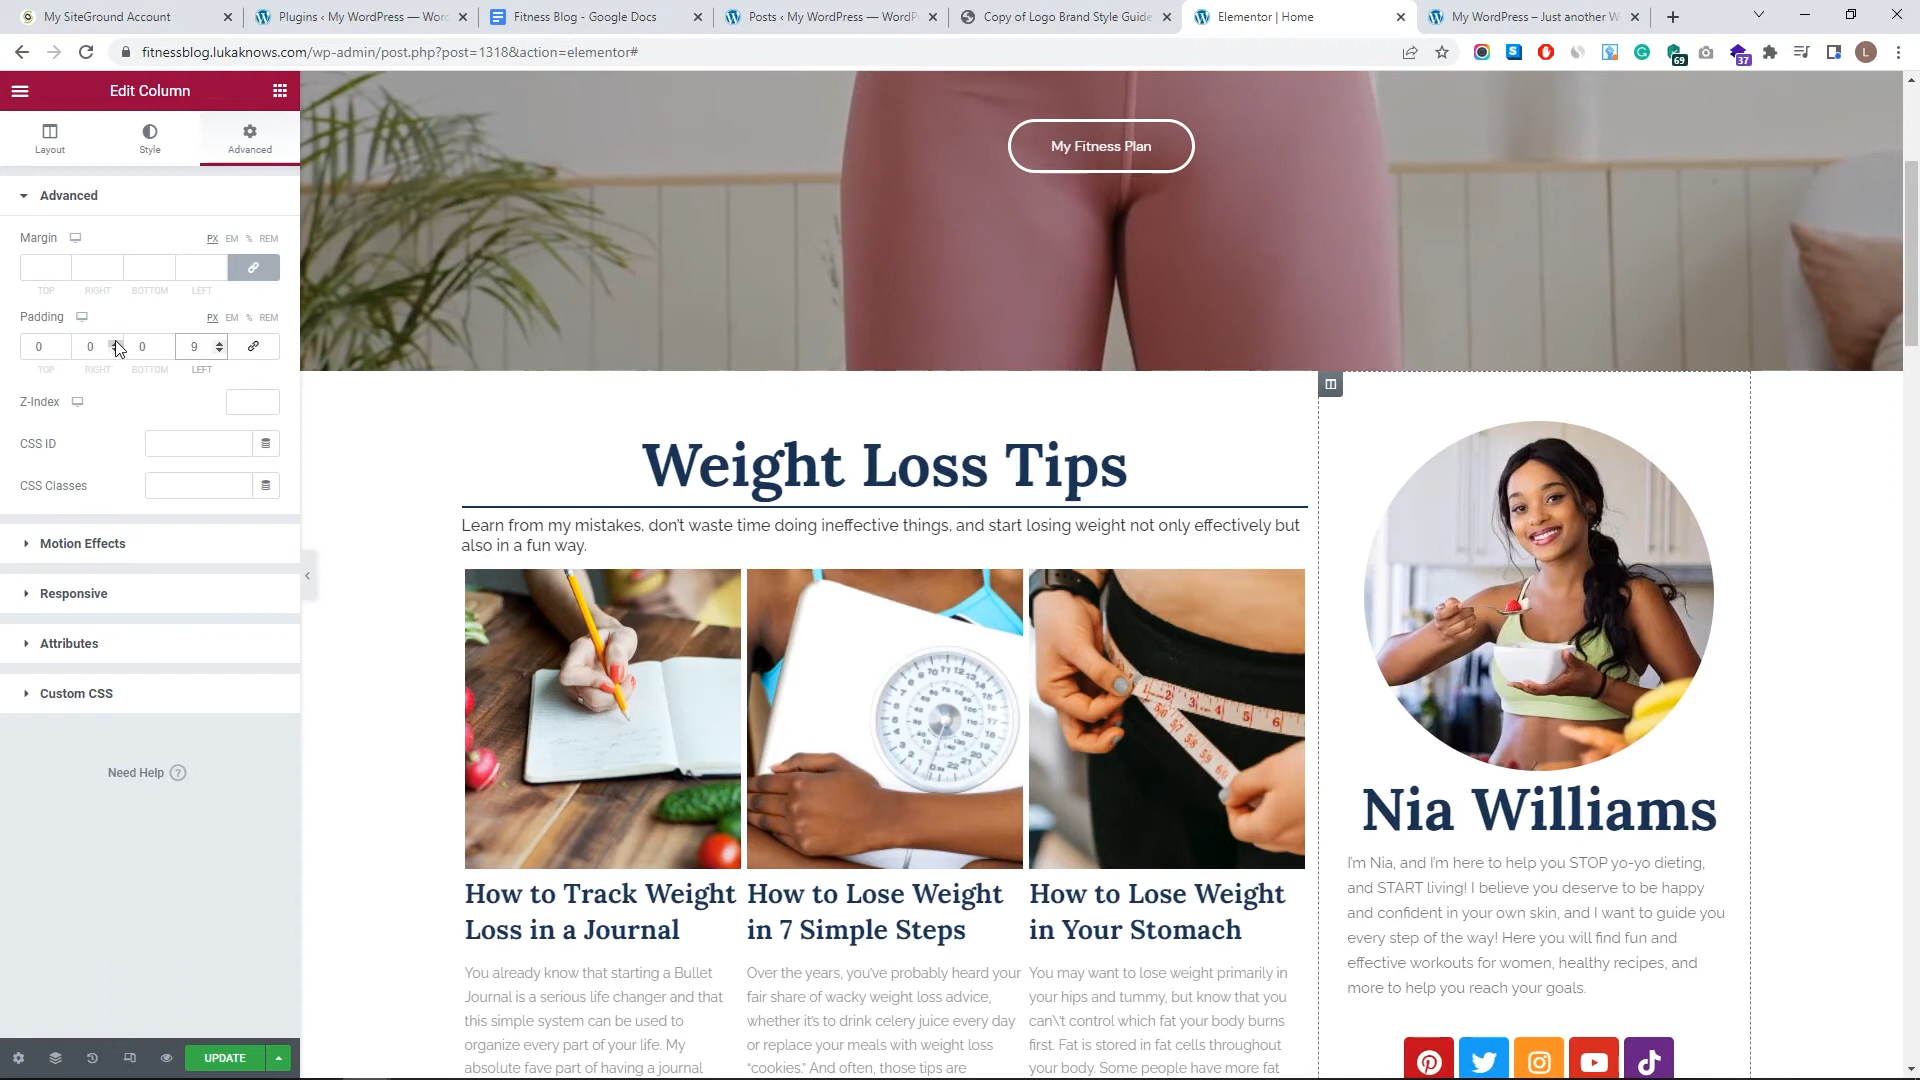 My SiteGround Account
Plugins ‹ My WordPress — Word
Fitness Blog - Google Docs
Posts ‹ My WordPress — WordPr
Copy of Logo Brand Style Guide
Elementor | Home
My WordPress – Just another W
fitnessblog.lukaknows.com/wp-admin/post.php?post=1318&action=elementor#
69
37
L
Edit Column
Layout
Style
Advanced
Advanced
Margin
PX EM % REM
TOP RIGHT BOTTOM LEFT
Padding
PX EM % REM
0 0 0 9
TOP RIGHT BOTTOM LEFT
Z-Index
CSS ID
CSS Classes
Motion Effects
Responsive
Attributes
Custom CSS
Need Help ?
UPDATE
My Fitness Plan
Weight Loss Tips
Learn from my mistakes, don't waste time doing ineffective things, and start losing weight not only effectively but
also in a fun way.
How to Track Weight
Loss in a Journal
You already know that starting a Bullet
Journal is a serious life changer and that
this simple system can be used to
organize every part of your life. My
absolute fave part of having a journal
How to Lose Weight
in 7 Simple Steps
Over the years, you've probably heard your
fair share of wacky weight loss advice,
whether it's to drink celery juice every day
or replace your meals with weight loss
"cookies." And often, those tips are
How to Lose Weight
in Your Stomach
You may want to lose weight primarily in
your hips and tummy, but know that you
can\'t control which fat your body burns
first. Fat is stored in fat cells throughout
your body. Some people have more fat
Nia Williams
I'm Nia, and I'm here to help you STOP yo-yo dieting,
and START living! I believe you deserve to be happy
and confident in your own skin, and I want to guide you
every step of the way! Here you will find fun and
effective workouts for women, healthy recipes, and
more to help you reach your goals.